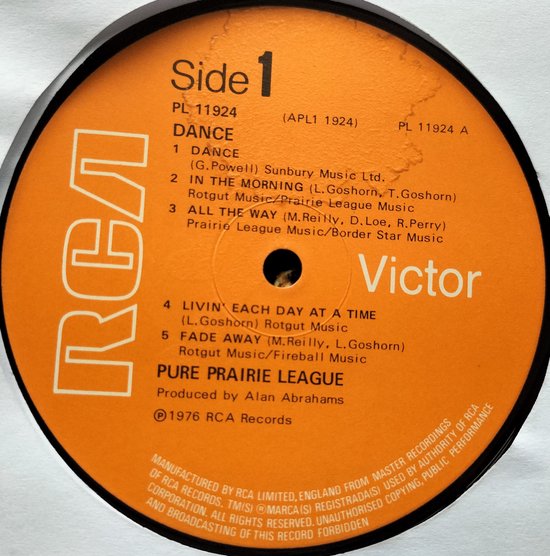 Side 1
PL 11924 (APL1 1924) PL 11924 A
DANCE
1 DANCE
(G.Powell) Sunbury Music Ltd.
2 IN THE MORNING (L.Goshorn, T.Goshorn)
Rotgut Music/Prairie League Music
3 ALL THE WAY (M.Reilly, D.Loe, R.Perry)
Prairie League Music/Border Star Music
RCA
Victor
4 LIVIN' EACH DAY AT A TIME
(L.Goshorn) Rotgut Music
5 FADE AWAY (M.Reilly, L.Goshorn)
Rotgut Music/Fireball Music
PURE PRAIRIE LEAGUE
Produced by Alan Abrahams
Ⓟ1976 RCA Records
MANUFACTURED BY RCA LIMITED, ENGLAND FROM MASTER RECORDINGS
OF RCA RECORDS, TM(S) ® MARCA(S) REGISTRADA(S) USED BY AUTHORITY OF RCA
CORPORATION. ALL RIGHTS RESERVED. UNAUTHORISED COPYING, PUBLIC PERFORMANCE
AND BROADCASTING OF THIS RECORD FORBIDDEN